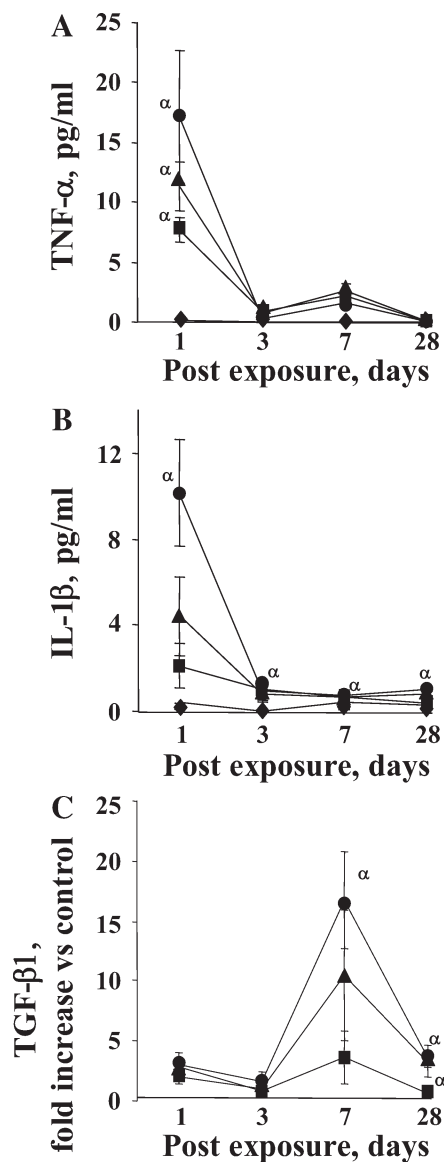 A
TNF-α, pg/ml
25
20
15
10
5
0
α
α
α
1 3 7 28
Post exposure, days
B
IL-1β, pg/ml
12
8
4
0
α
α
α
α
1 3 7 28
Post exposure, days
C
TGF-β1,
fold increase vs control
25
20
15
10
5
0
α
α
α
1 3 7 28
Post exposure, days